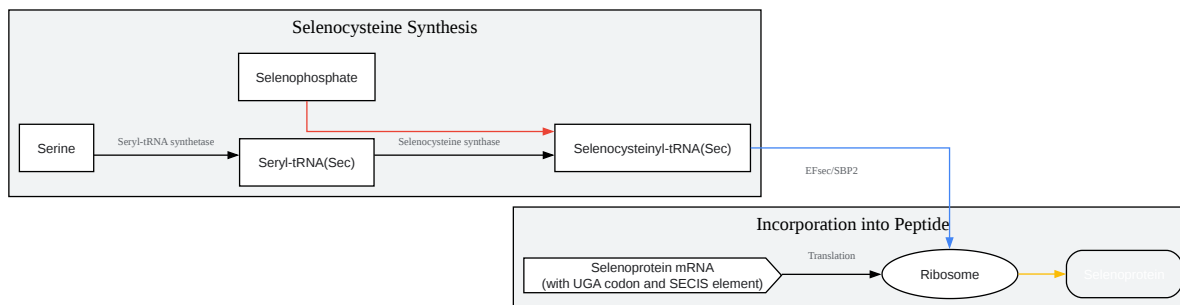 Selenocysteine Synthesis
Selenophosphate
Serine
Seryl-tRNA synthetase
Seryl-tRNA(Sec)
Selenocysteine synthase
Selenocysteinyl-tRNA(Sec)
EFsec/SBP2
Incorporation into Peptide
Selenoprotein mRNA
(with UGA codon and SECIS element)
Translation
Ribosome
Selenoprotein